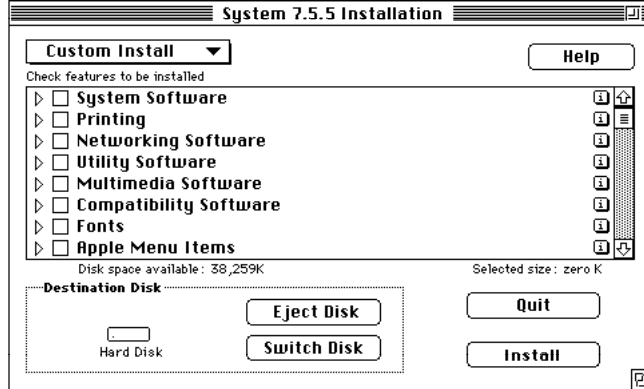 System 7.5.5 Installation
Custom Install
Help
Check features to be installed
System Software
Printing
Networking Software
Utility Software
Multimedia Software
Compatibility Software
Fonts
Apple Menu Items
Disk space available: 38,259K
Selected size: zero K
Destination Disk
Eject Disk
Quit
Hard Disk
Switch Disk
Install